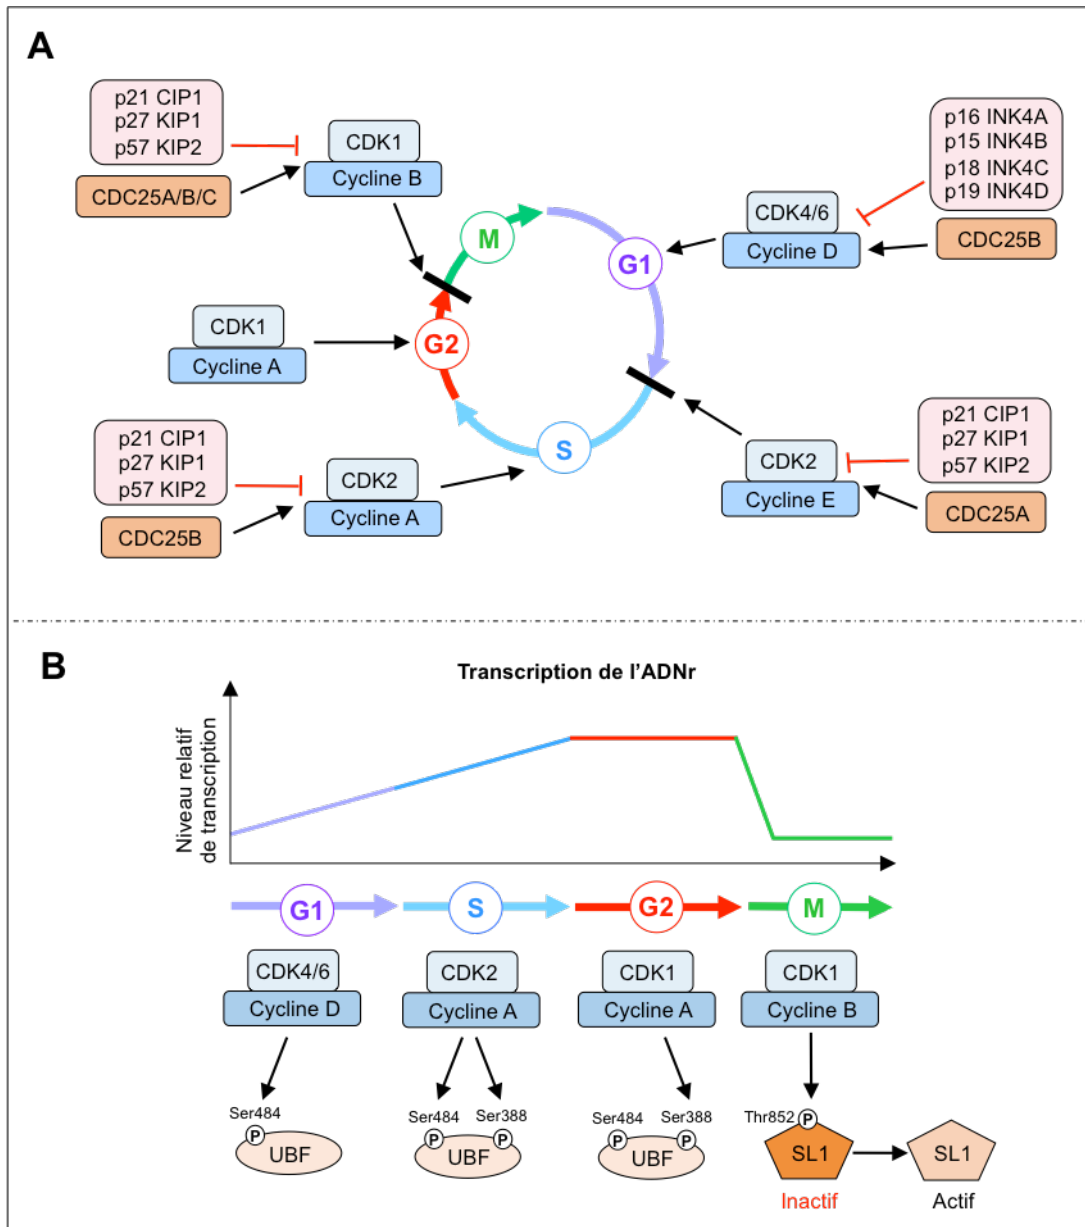 A
p21 CIP1
p27 KIP1
p57 KIP2
CDC25A/B/C
CDK1
Cycline B
p16 INK4A
p15 INK4B
p18 INK4C
p19 INK4D
CDC25B
CDK4/6
Cycline D
M
G1
G2
S
CDK1
Cycline A
p21 CIP1
p27 KIP1
p57 KIP2
CDC25B
CDK2
Cycline A
CDK2
Cycline E
p21 CIP1
p27 KIP1
p57 KIP2
CDC25A
B
Transcription de l'ADNr
Niveau relatif
de transcription
G1
S
G2
M
CDK4/6
Cycline D
CDK2
Cycline A
CDK1
Cycline A
CDK1
Cycline B
Ser484
P
UBF
Ser484
Ser388
P
P
UBF
Ser484
Ser388
P
P
UBF
Thr852
P
SL1
Inactif
SL1
Actif